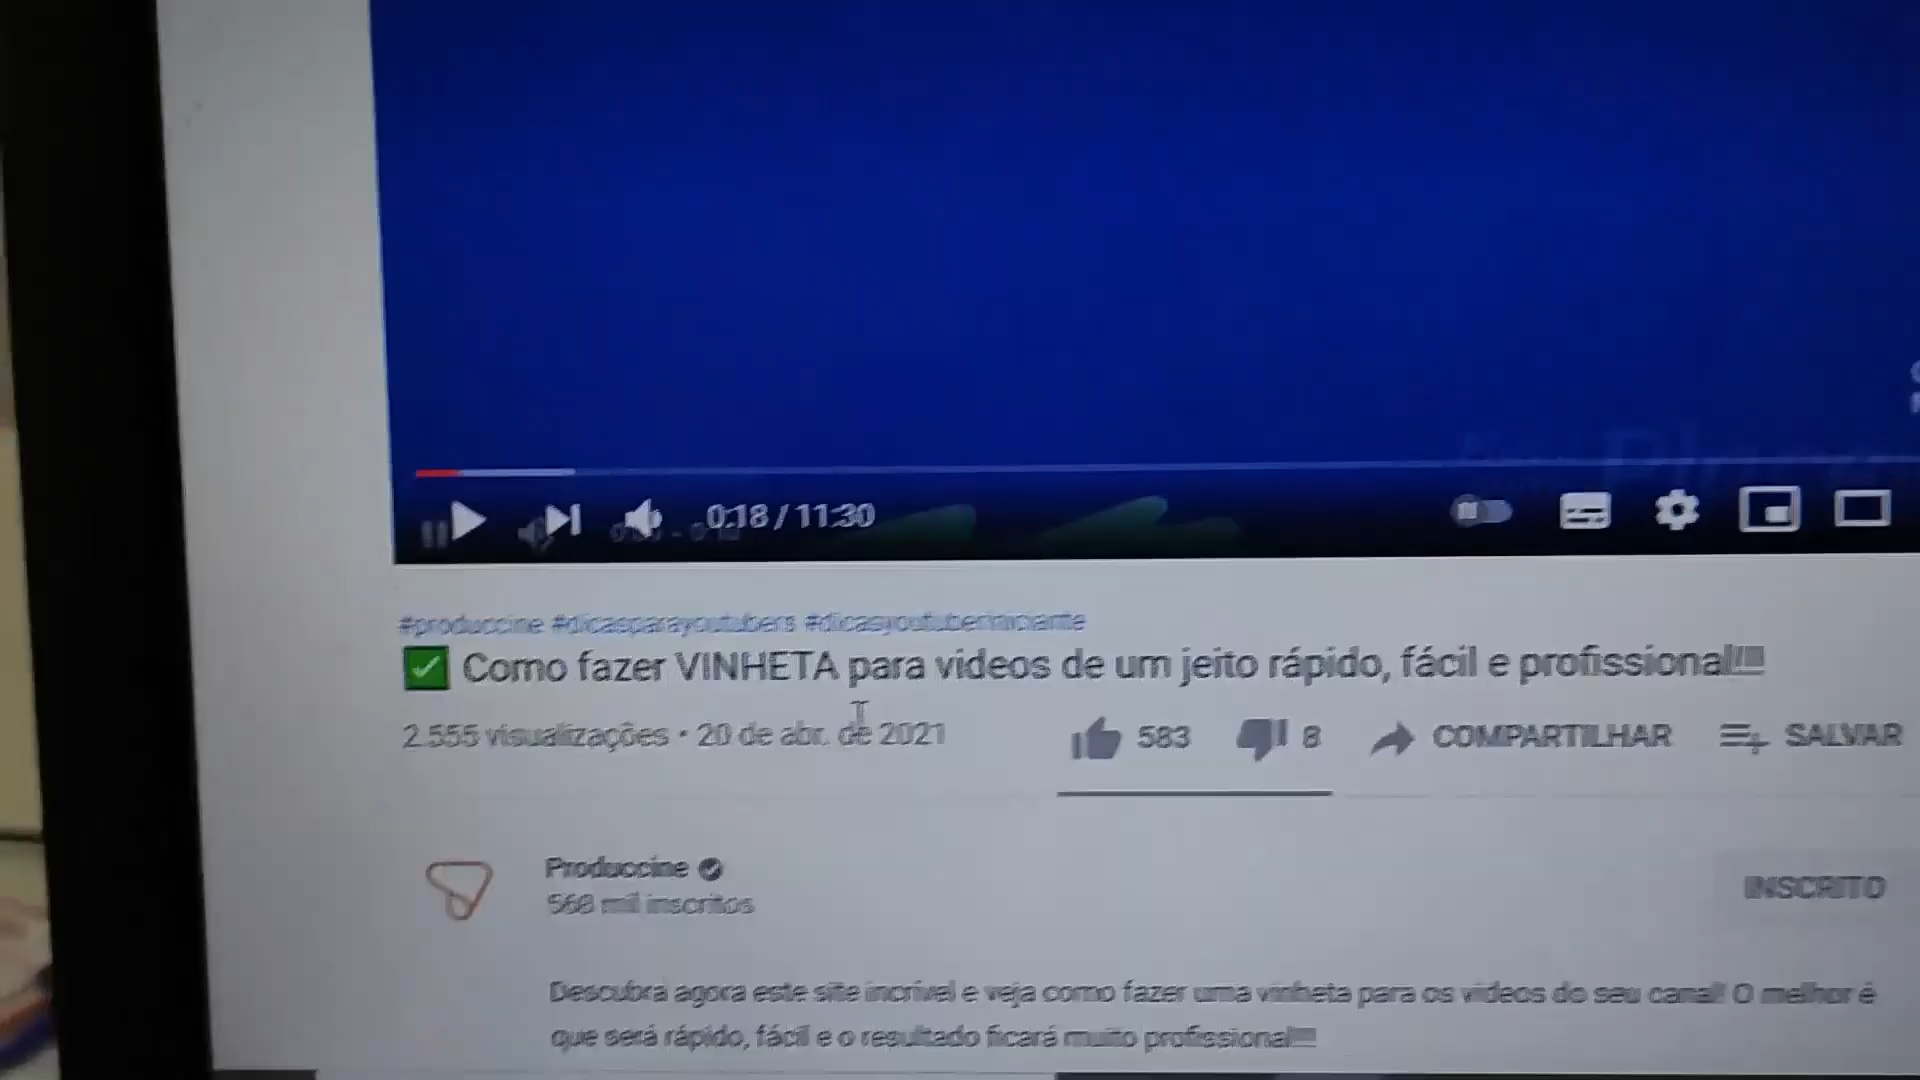 0:18 / 11:30
#produccine #dicasparayoutubers #dicasyoutuberiniciante
Como fazer VINHETA para videos de um jeito rápido, fácil e profissional!!!!
2.555 visualizações • 20 de abr. de 2021
583
8
COMPARTILHAR
SALVAR
Produccine
568 mil inscritos
INSCRITO
Descubra agora este site incrível e veja como fazer uma vinheta para os vídeos do seu canal! O melhor é
que será rápido, fácil e o resultado ficará muito profissional!!!!